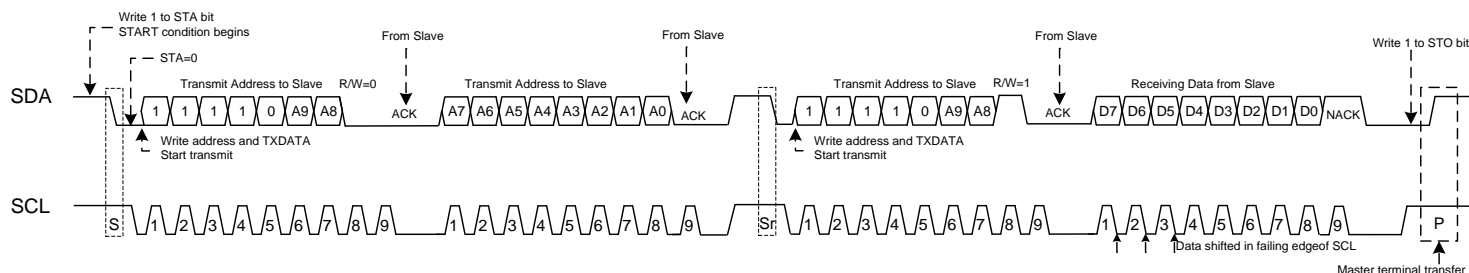 Write 1 to STA bit
START condition begins
STA=0
From Slave
From Slave
From Slave
Write 1 to STO bit
Transmit Address to Slave
R/W=0
Transmit Address to Slave
Transmit Address to Slave
R/W=1
Receiving Data from Slave
SDA
1 1 1 1 0 A9 A8
ACK
A7 A6 A5 A4 A3 A2 A1 A0
ACK
1 1 1 1 0 A9 A8
ACK
D7 D6 D5 D4 D3 D2 D1 D0
NACK
Write address and TXDATA
Start transmit
Write address and TXDATA
Start transmit
SCL
S
1 2 3 4 5 6 7 8 9
1 2 3 4 5 6 7 8 9
Sr
1 2 3 4 5 6 7 8 9
1 2 3 4 5 6 7 8 9
P
Data shifted in failing edgeof SCL
Master terminal transfer